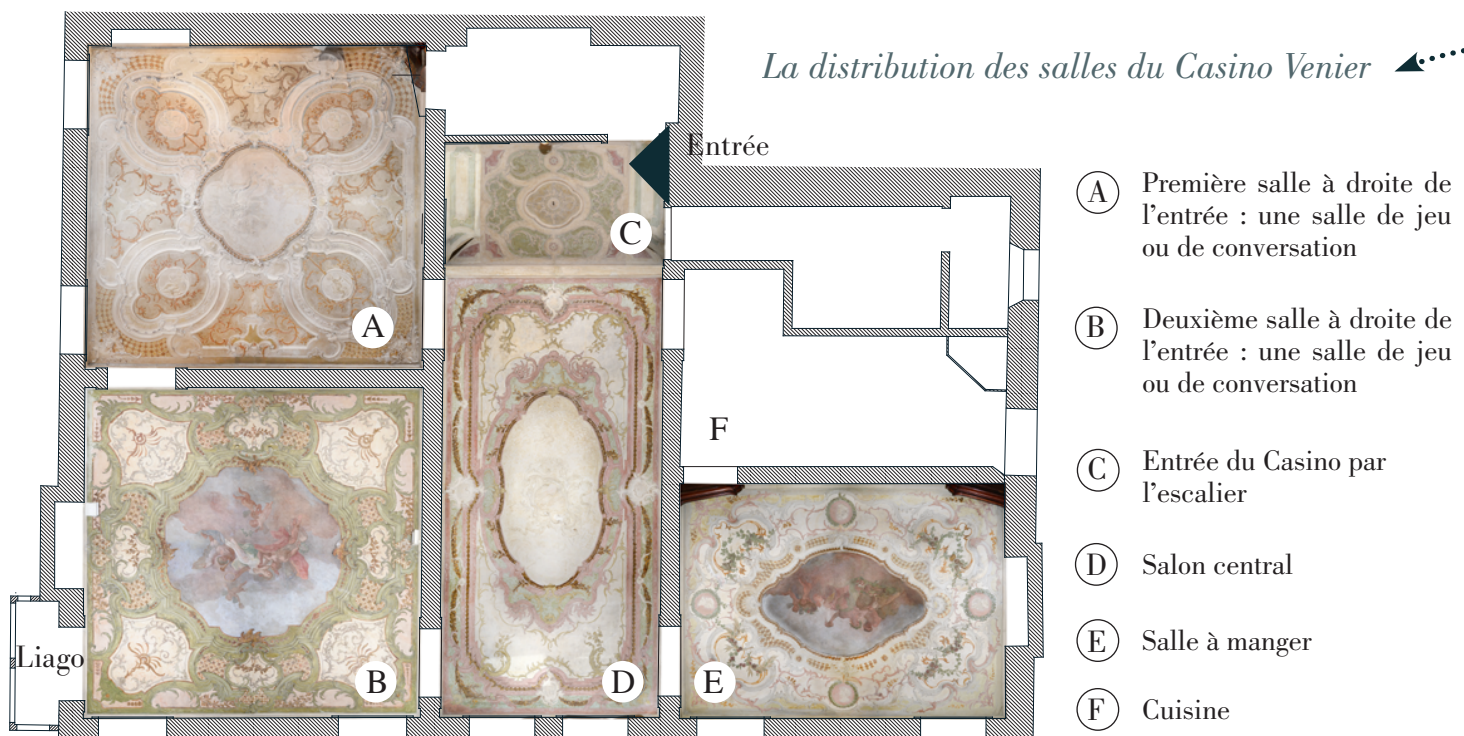 La distribution des salles du Casino Venier
Entrée
A
B
C
D
E
F
Liago
A Première salle à droite de
l’entrée : une salle de jeu
ou de conversation
B Deuxième salle à droite de
l’entrée : une salle de jeu
ou de conversation
C Entrée du Casino par
l’escalier
D Salon central
E Salle à manger
F Cuisine